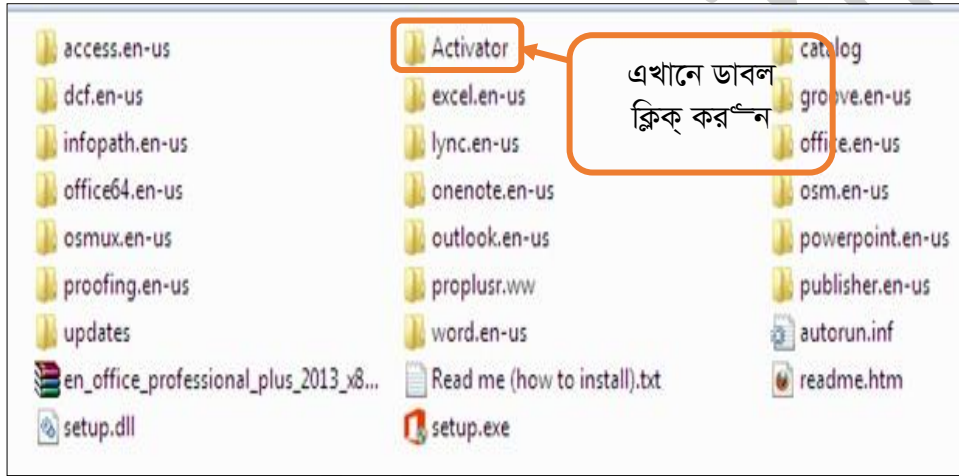 access.en-us Activator catalog
dcf.en-us excel.en-us groove.en-us
infopath.en-us lync.en-us office.en-us
office64.en-us onenote.en-us osm.en-us
osmux.en-us outlook.en-us powerpoint.en-us
proofing.en-us proplusr.ww publisher.en-us
updates word.en-us autorun.inf
en_office_professional_plus_2013_x8... Read me (how to install).txt readme.htm
setup.dll setup.exe
এখানে ডাবল
ক্লিক্ কর্ন